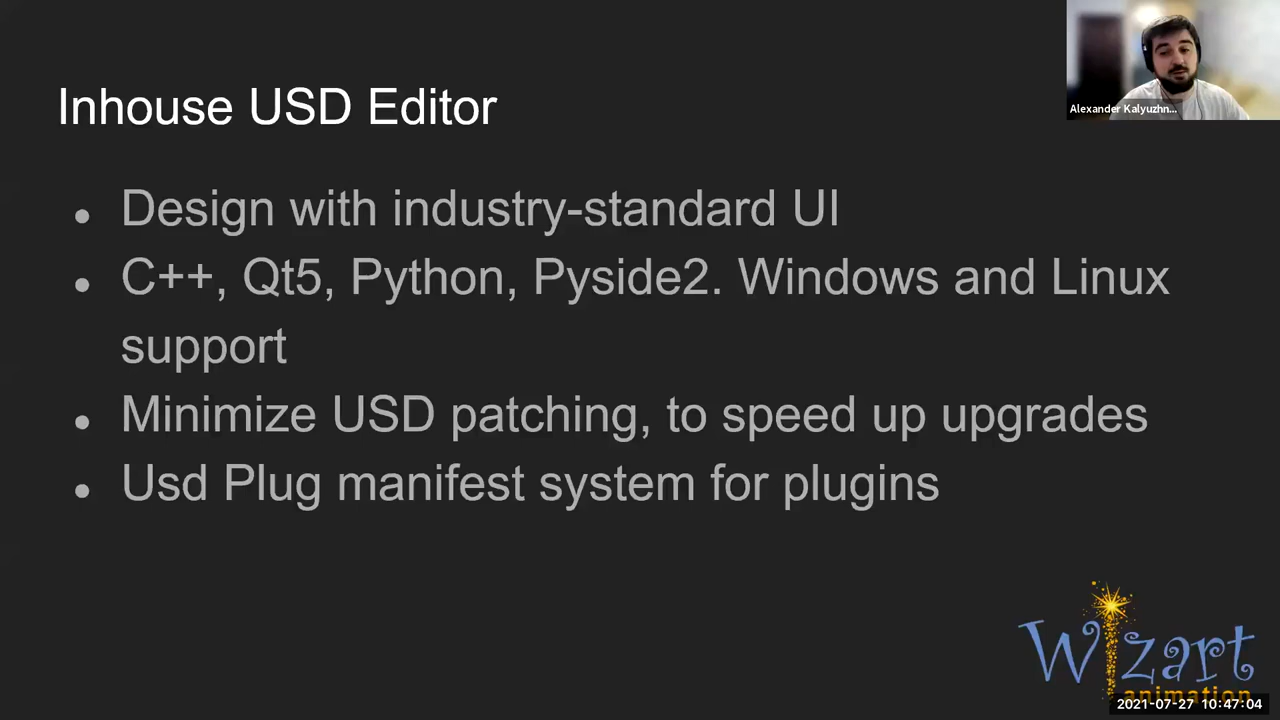 Alexander Kalyuzhn...
Inhouse USD Editor
● Design with industry-standard UI
● C++, Qt5, Python, Pyside2. Windows and Linux
support
● Minimize USD patching, to speed up upgrades
● Usd Plug manifest system for plugins
Wizart
animation
2021-07-27 10:47:04